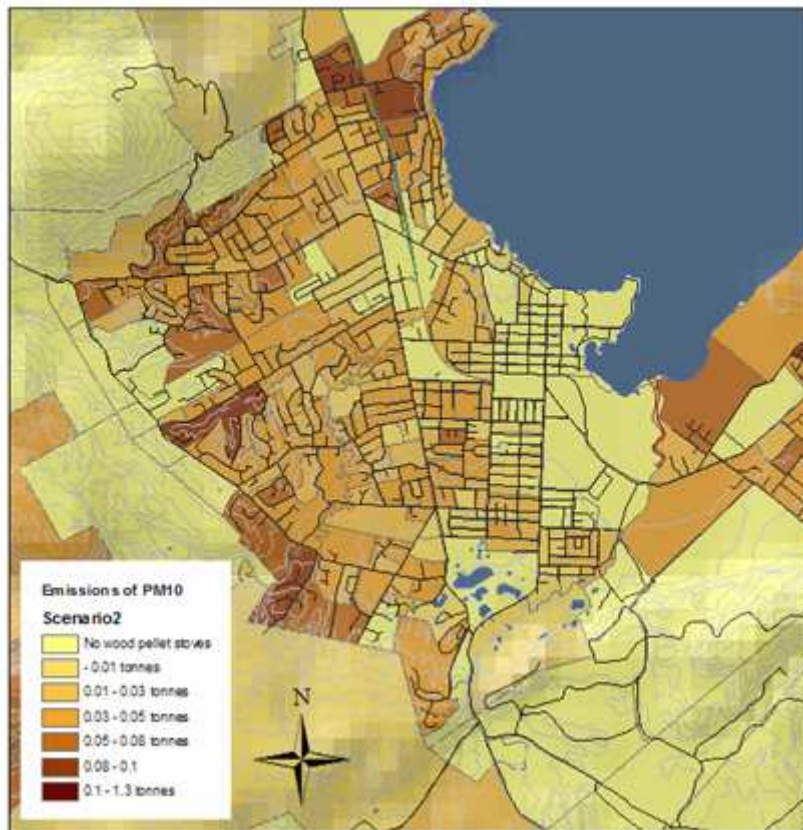 Emissions of PM10
Scenario2
No wood pellet stoves
- 0.01 tonnes
0.01 - 0.03 tonnes
0.03 - 0.05 tonnes
0.05 - 0.08 tonnes
0.08 - 0.1
0.1 - 1.3 tonnes
N